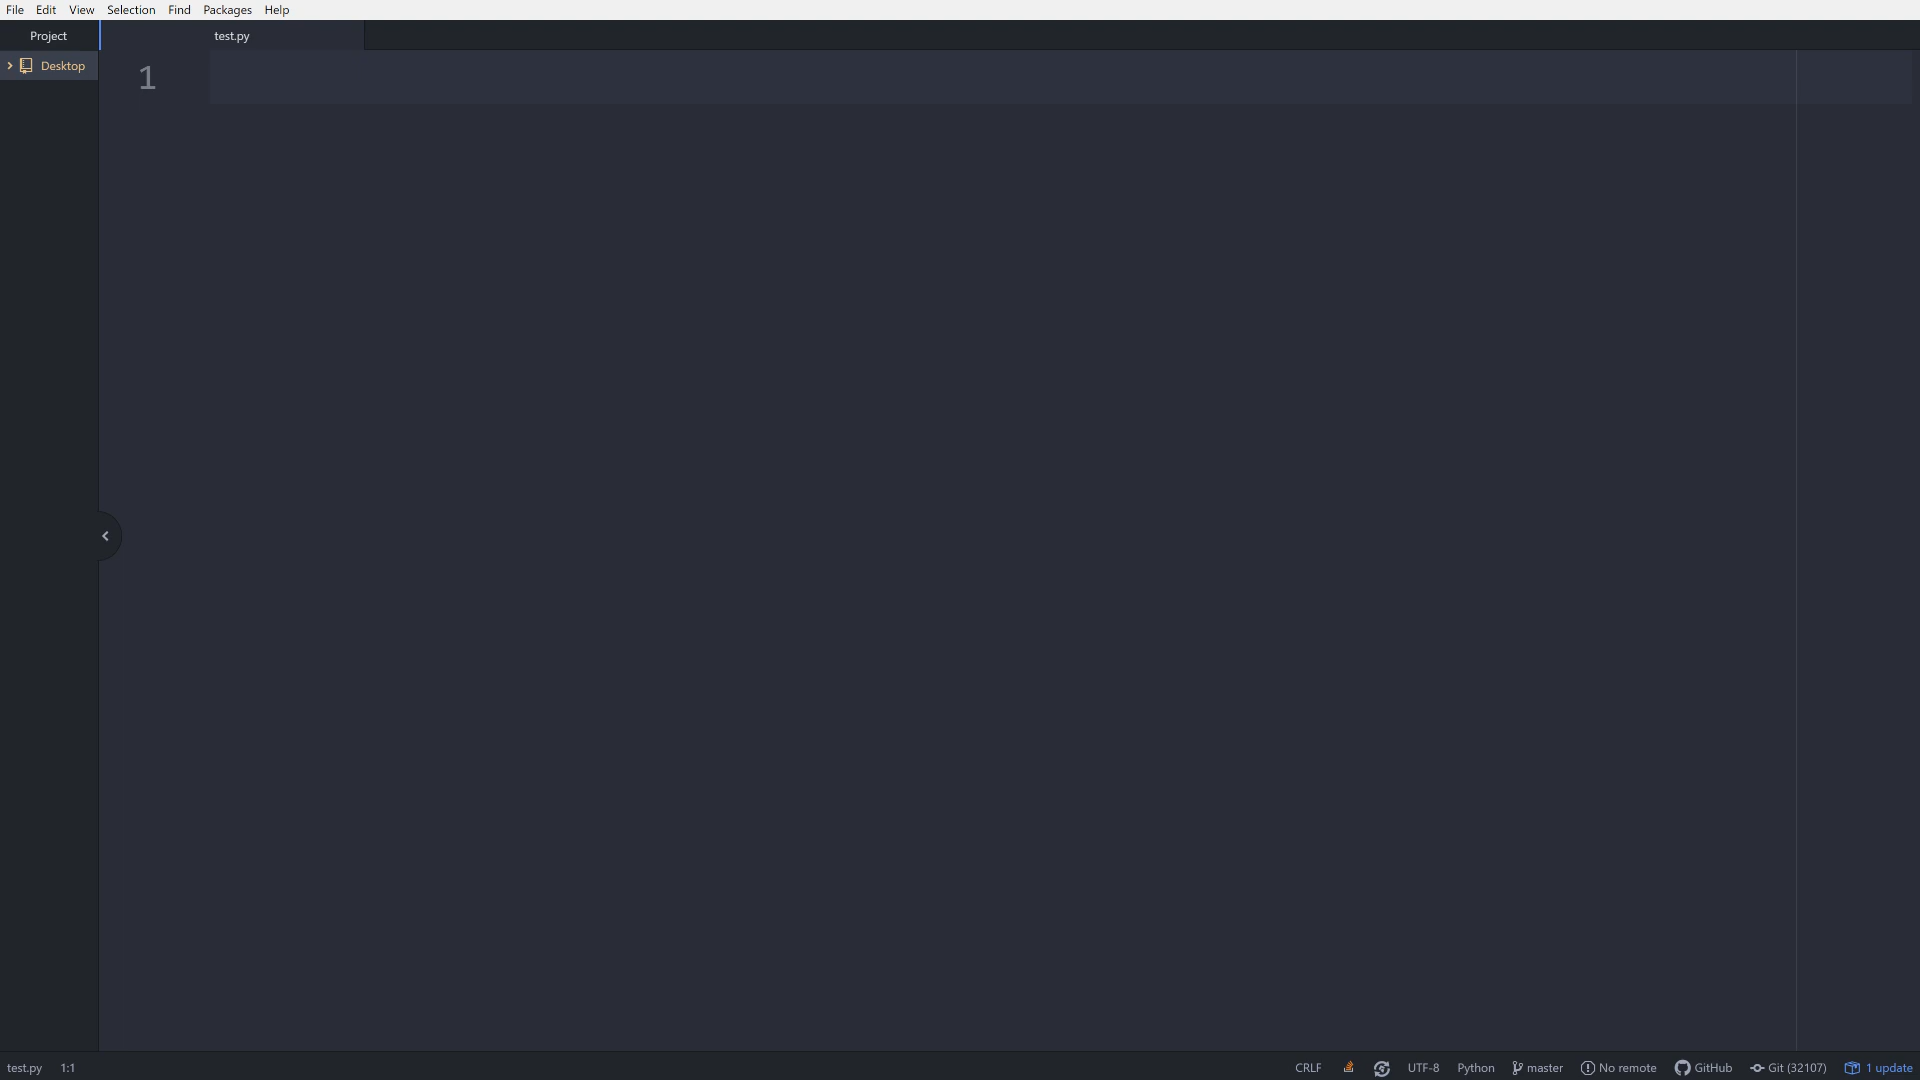 File Edit View Selection Find Packages Help
Project
test.py
Desktop
1
test.py 1:1 CRLF UTF-8 Python master No remote GitHub Git (32107) 1 update